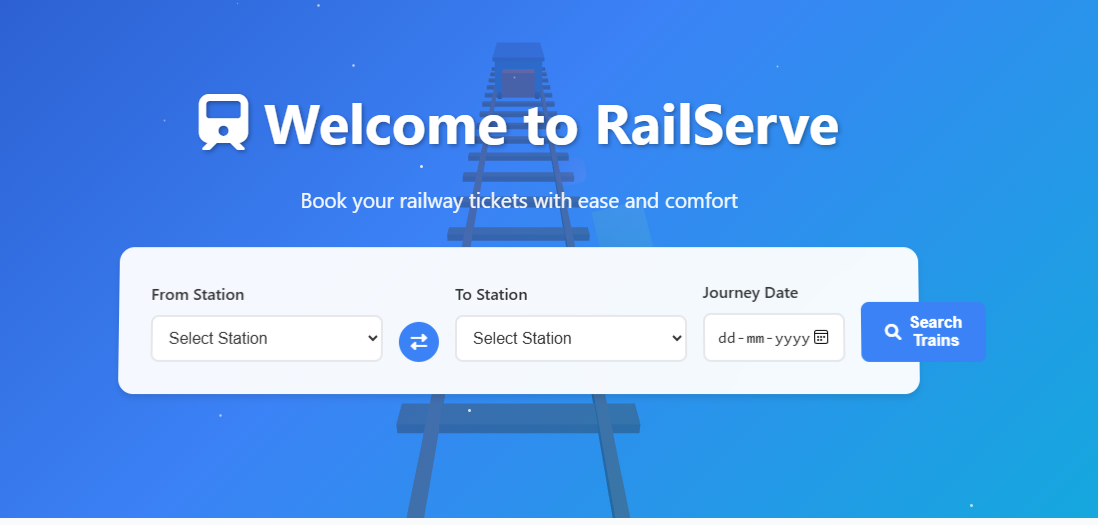 Welcome to RailServe
Book your railway tickets with ease and comfort
From Station
To Station
Journey Date
Select Station
Select Station
dd-mm-yyyy
Search
Trains